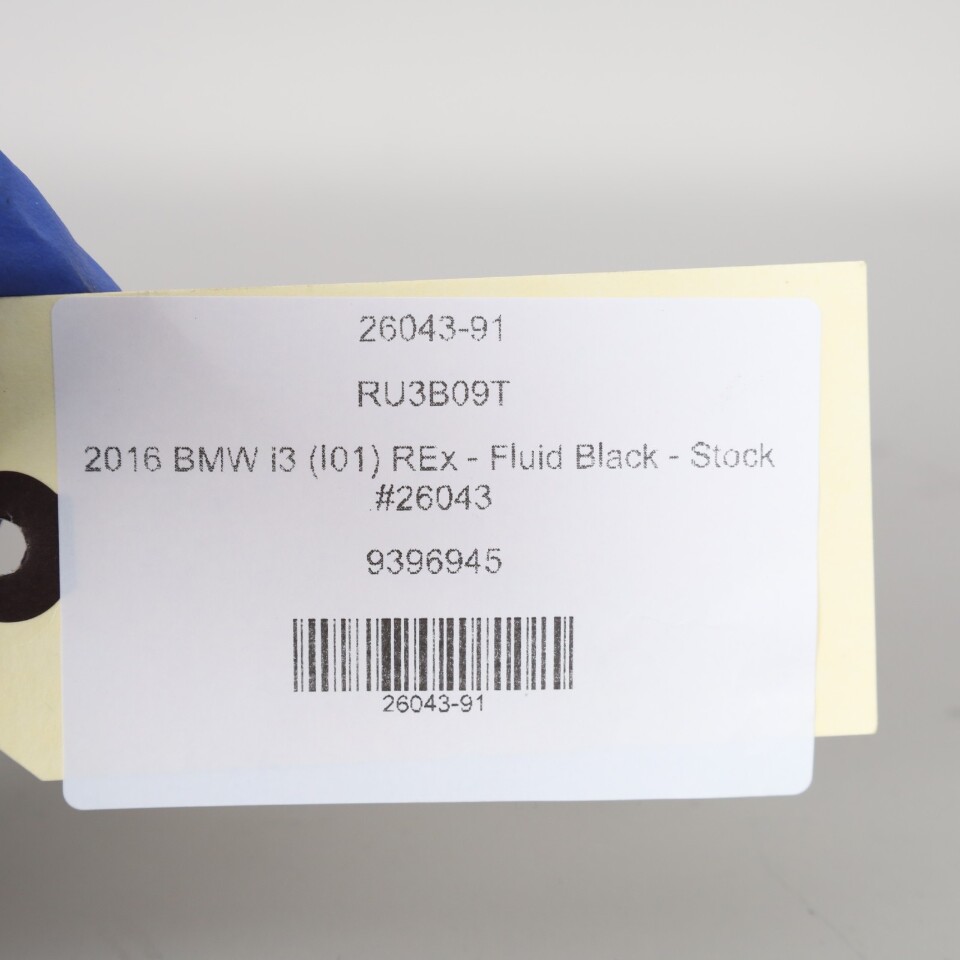 26043-91
RU3B09T
2016 BMW i3 (I01) REx - Fluid Black - Stock
#26043
9396945
26043-91